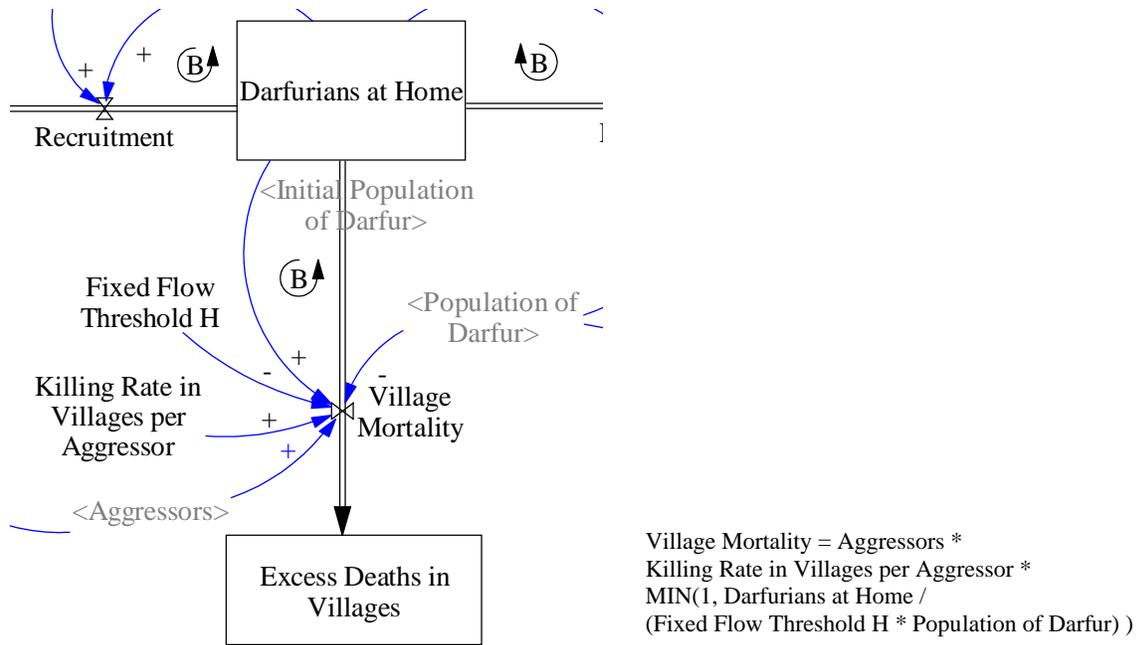 +
+
B
B
Darfurians at Home
Recruitment
<Initial Population
of Darfur>
B
Fixed Flow
Threshold H
<Population of
Darfur>
+
-
-
Killing Rate in
Villages per
Aggressor
Village
Mortality
+
+
<Aggressors>
Excess Deaths in
Villages
Village Mortality = Aggressors *
Killing Rate in Villages per Aggressor *
MIN(1, Darfurians at Home /
(Fixed Flow Threshold H * Population of Darfur) )